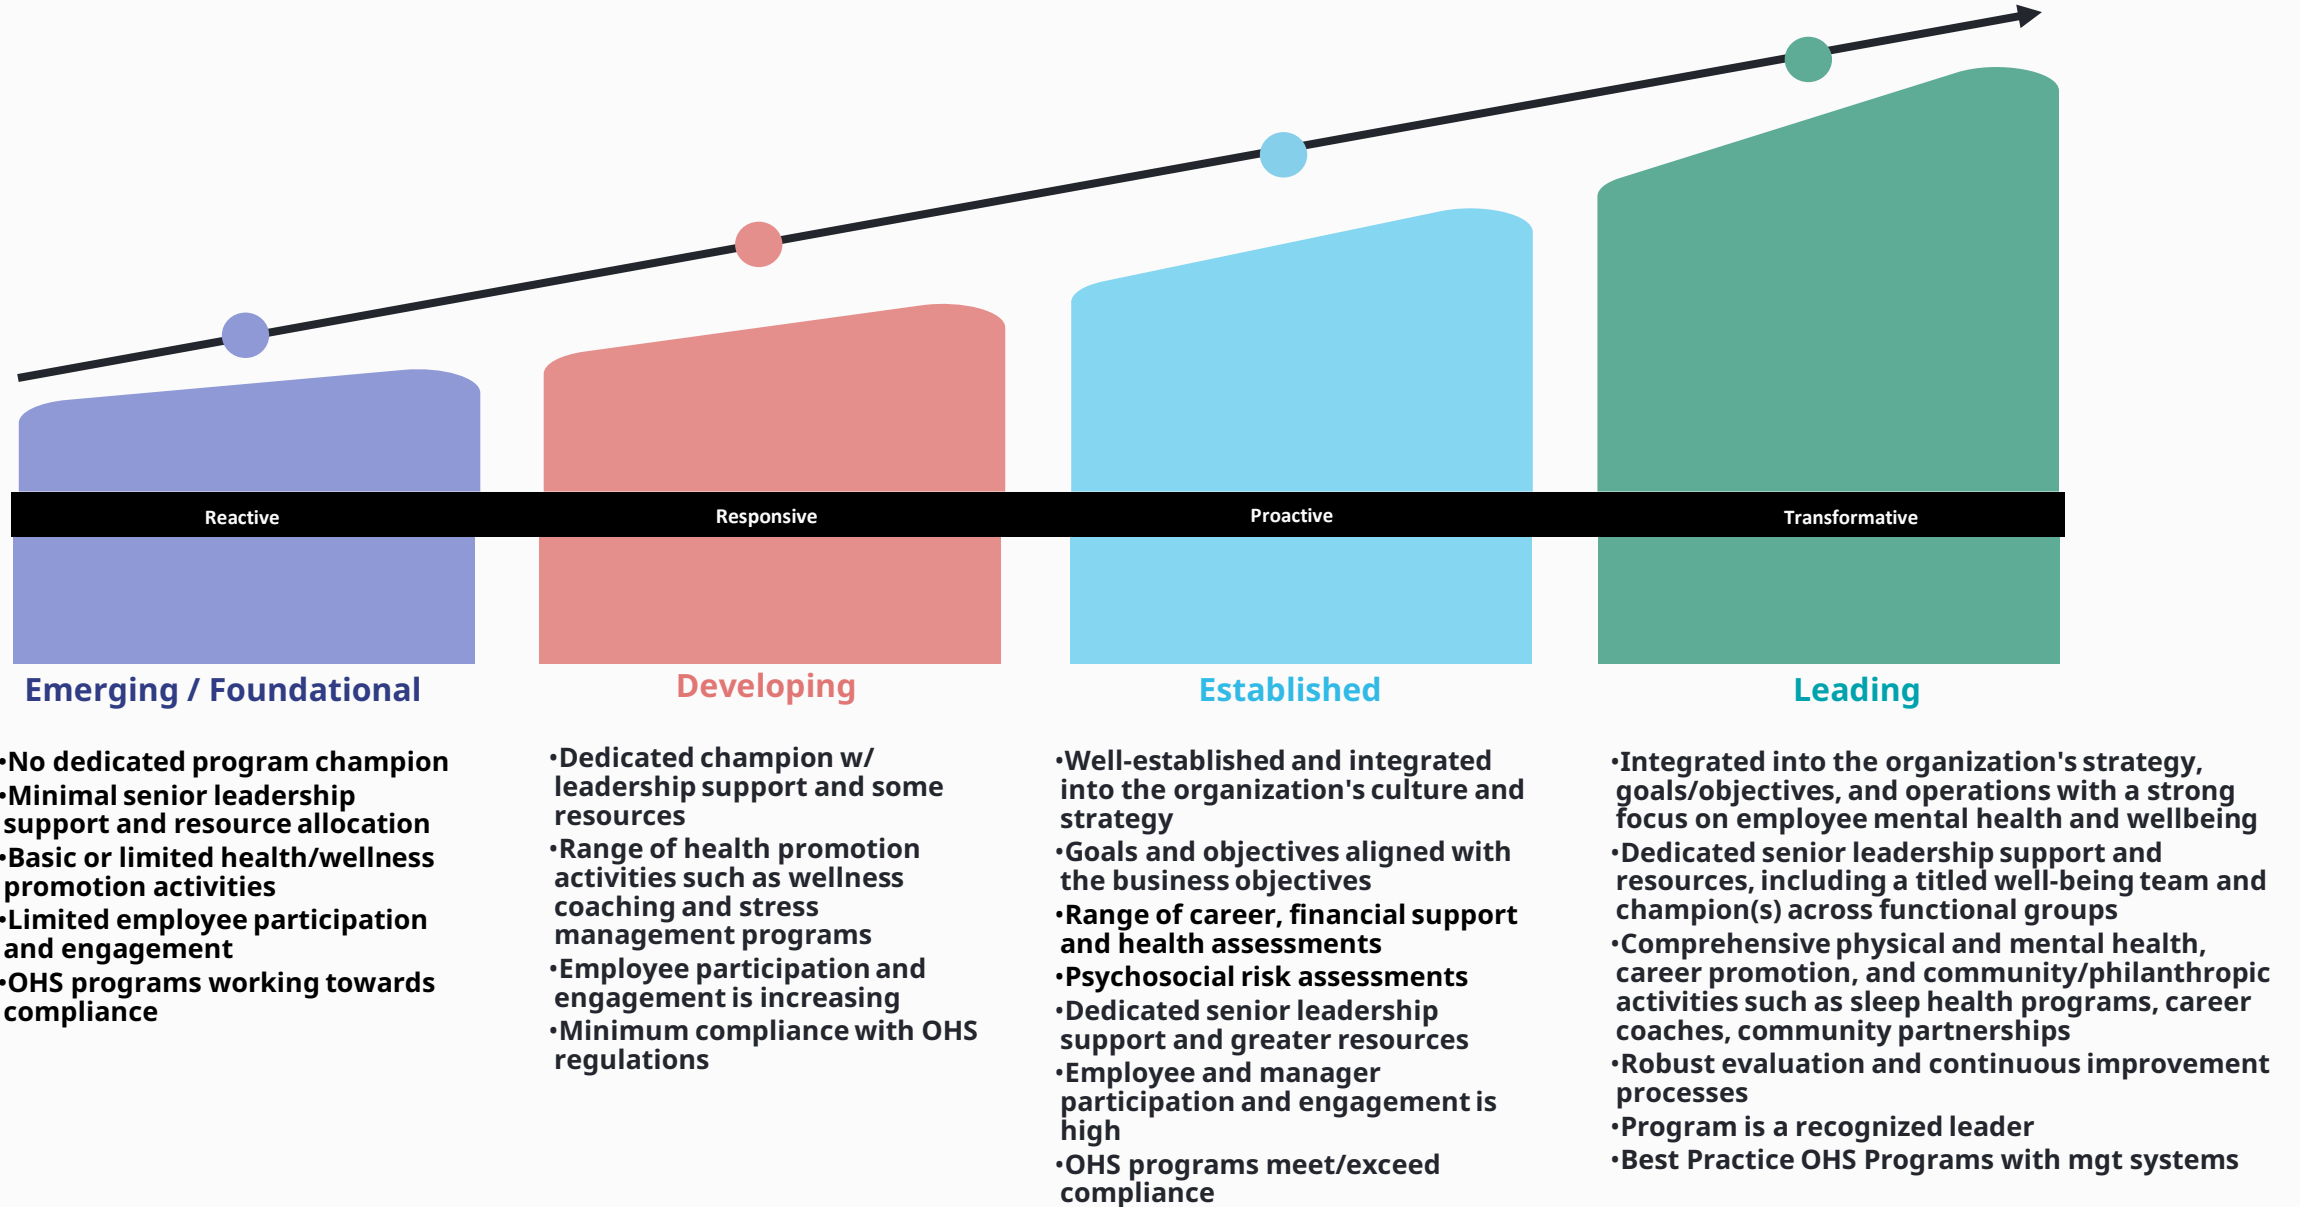 Reactive
Responsive
Proactive
Transformative
Emerging / Foundational
•No dedicated program champion
•Minimal senior leadership
support and resource allocation
•Basic or limited health/wellness
promotion activities
•Limited employee participation
and engagement
•OHS programs working towards
compliance
Developing
•Dedicated champion w/
leadership support and some
resources
•Range of health promotion
activities such as wellness
coaching and stress
management programs
•Employee participation and
engagement is increasing
•Minimum compliance with OHS
regulations
Established
•Well-established and integrated
into the organization's culture and
strategy
•Goals and objectives aligned with
the business objectives
•Range of career, financial support
and health assessments
•Psychosocial risk assessments
•Dedicated senior leadership
support and greater resources
•Employee and manager
participation and engagement is
high
•OHS programs meet/exceed
compliance
Leading
•Integrated into the organization's strategy,
goals/objectives, and operations with a strong
focus on employee mental health and wellbeing
•Dedicated senior leadership support and
resources, including a titled well-being team and
champion(s) across functional groups
•Comprehensive physical and mental health,
career promotion, and community/philanthropic
activities such as sleep health programs, career
coaches, community partnerships
•Robust evaluation and continuous improvement
processes
•Program is a recognized leader
•Best Practice OHS Programs with mgt systems